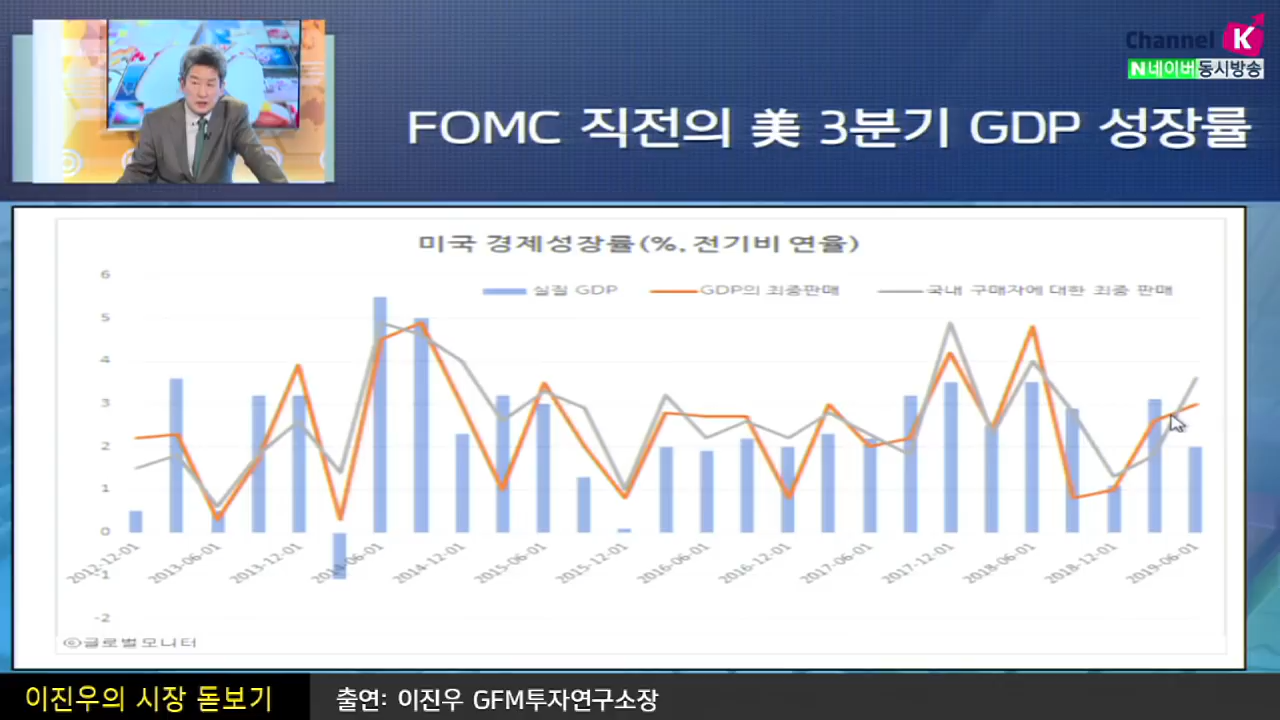 Channel K
N네이버동시방송
FOMC 직전의 美 3분기 GDP 성장률
미국 경제성장률(%, 전기비 연율)
실질 GDP
GDP의 최종판매
국내 구매자에 대한 최종 판매
6
5
4
3
2
1
0
-1
-2
2012-12-01
2013-06-01
2013-12-01
2014-06-01
2014-12-01
2015-06-01
2015-12-01
2016-06-01
2016-12-01
2017-06-01
2017-12-01
2018-06-01
2018-12-01
2019-06-01
ⓒ글로벌모니터
이진우의 시장 돋보기
출연: 이진우 GFM투자연구소장